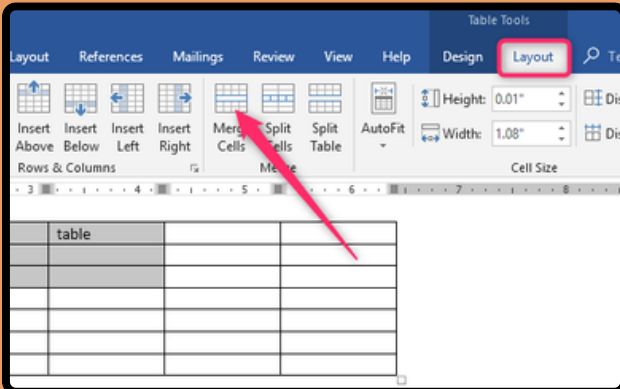 Table Tools
Layout References Mailings Review View Help Design Layout
Insert Above Insert Below Insert Left Insert Right Merge Cells Split Cells Split Table AutoFit Height: 0.01"
Width: 1.08"
Rows & Columns Merge Cell Size
3 4 5 6 7 8
table